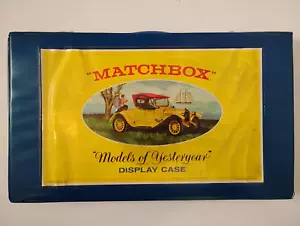 "MATCHBOX"
"Models of Yesteryear"
DISPLAY CASE